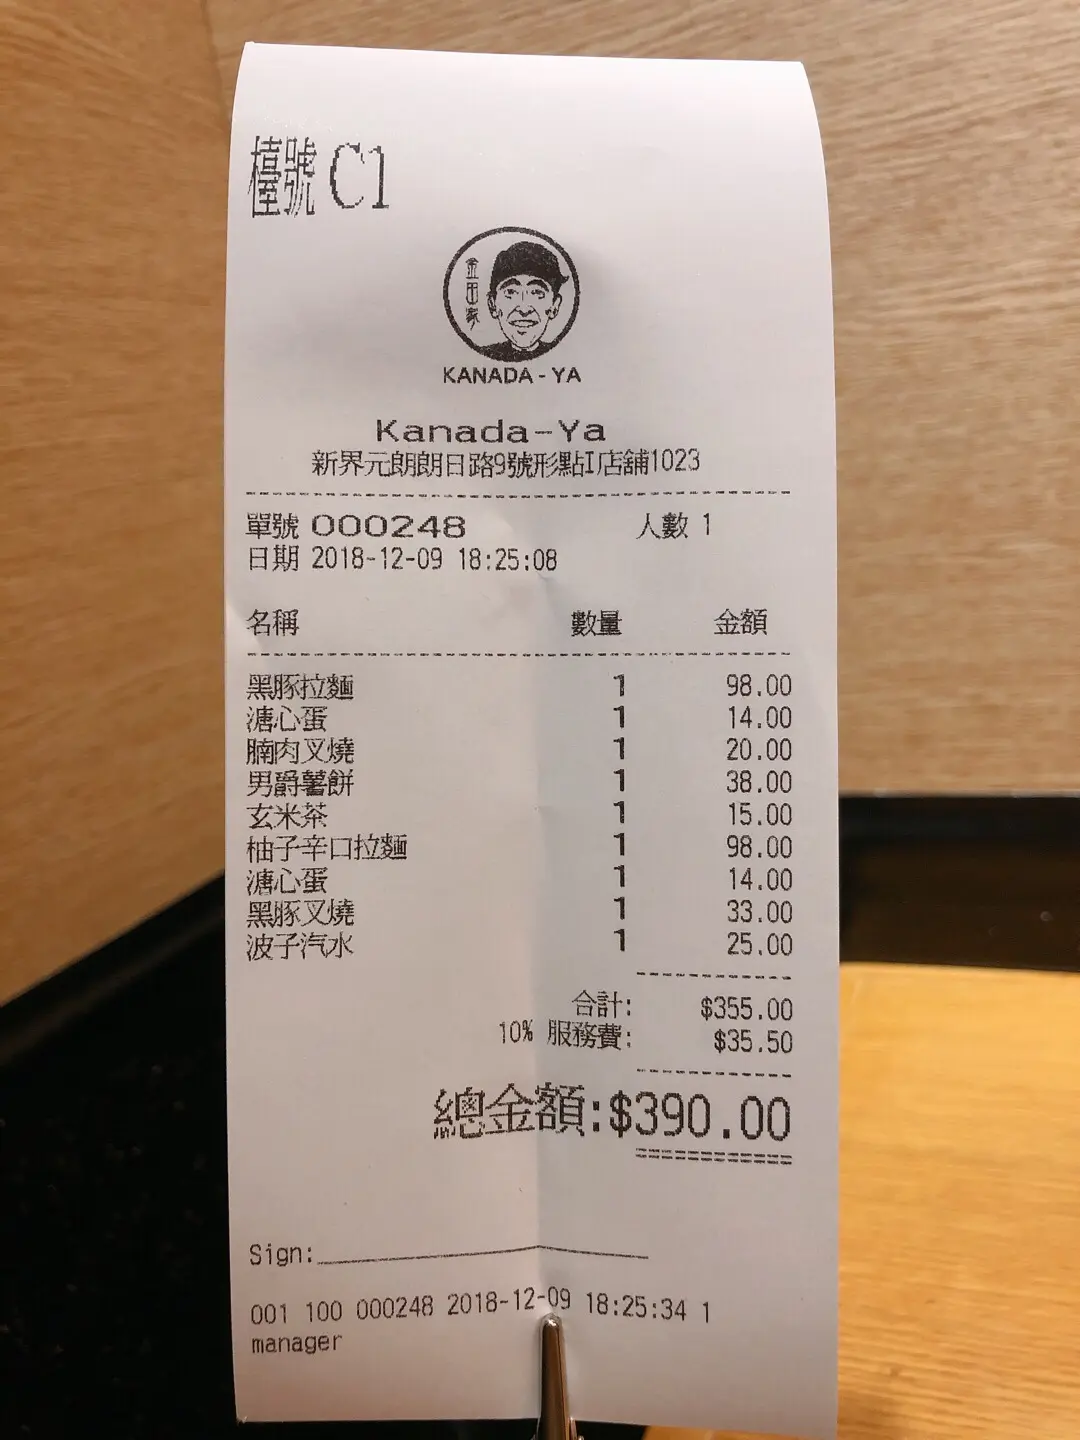 檯號 C1
金田家
KANADA-YA
Kanada-Ya
新界元朗朗日路9號形點I店舖1023
單號 000248 人數 1
日期 2018-12-09 18:25:08
名稱 數量 金額
黑豚拉麵 1 98.00
溏心蛋 1 14.00
腩肉叉燒 1 20.00
男爵薯餅 1 38.00
玄米茶 1 15.00
柚子辛口拉麵 1 98.00
溏心蛋 1 14.00
黑豚叉燒 1 33.00
波子汽水 1 25.00
合計: $355.00
10% 服務費: $35.50
總金額:$390.00
Sign:
001 100 000248 2018-12-09 18:25:34 1
manager